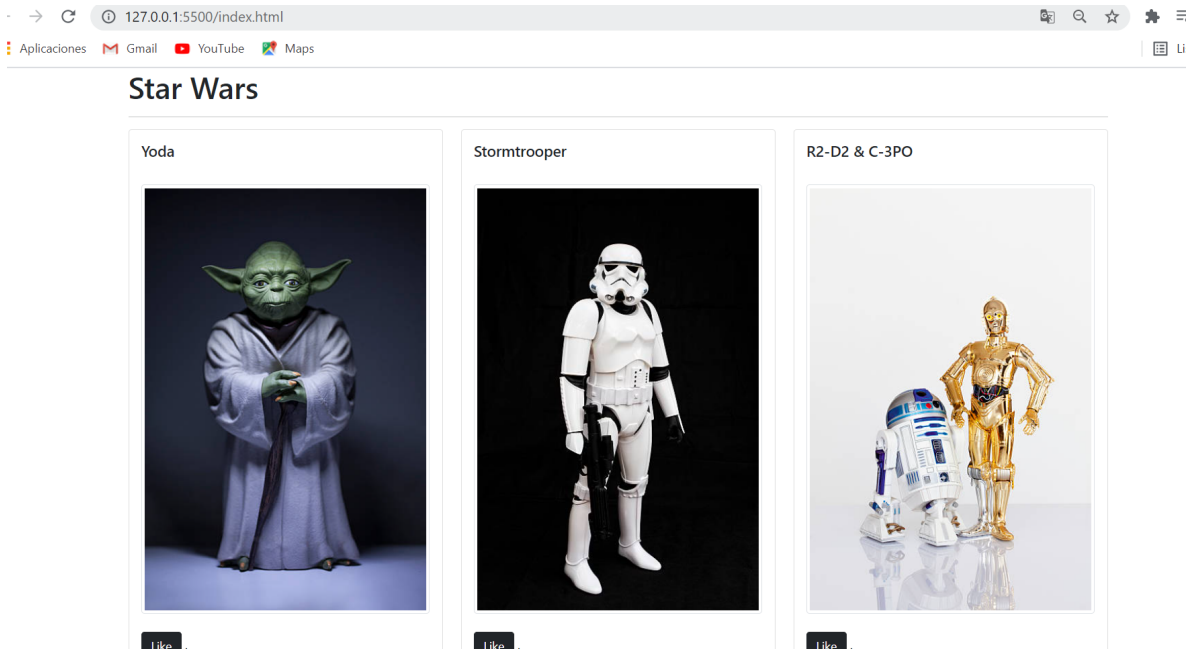 127.0.0.1:5500/index.html
Aplicaciones Gmail YouTube Maps Li
Star Wars
Yoda Stormtrooper R2-D2 & C-3PO
Like Like Like